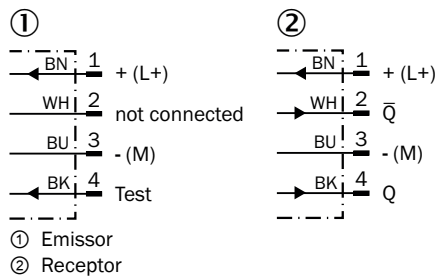 ① ②
BN 1 + (L+) BN 1 + (L+)
WH 2 not connected WH 2 Q̅
BU 3 - (M) BU 3 - (M)
BK 4 Test BK 4 Q
① Emissor
② Receptor